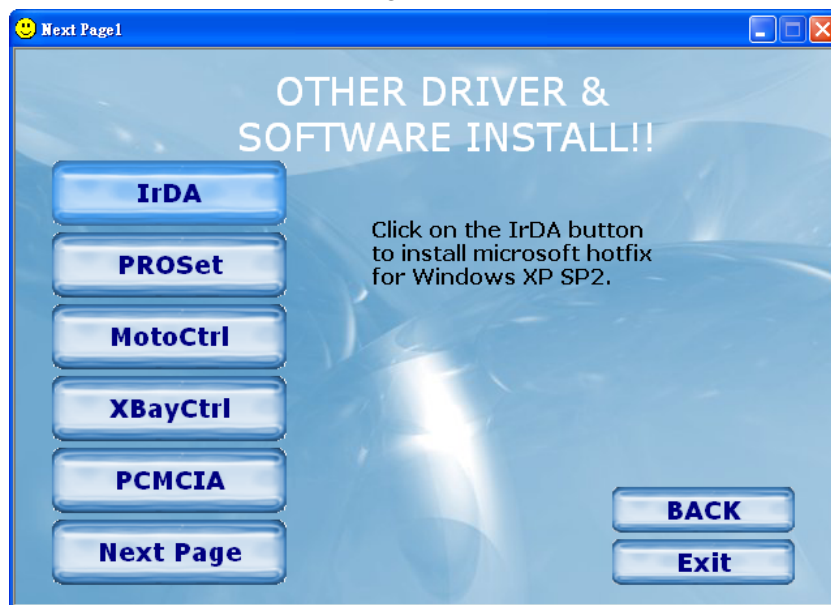 Next Page1
OTHER DRIVER &
SOFTWARE INSTALL!!
IrDA
PROSet
MotoCtrl
XBayCtrl
PCMCIA
Next Page
Click on the IrDA button
to install microsoft hotfix
for Windows XP SP2.
BACK
Exit